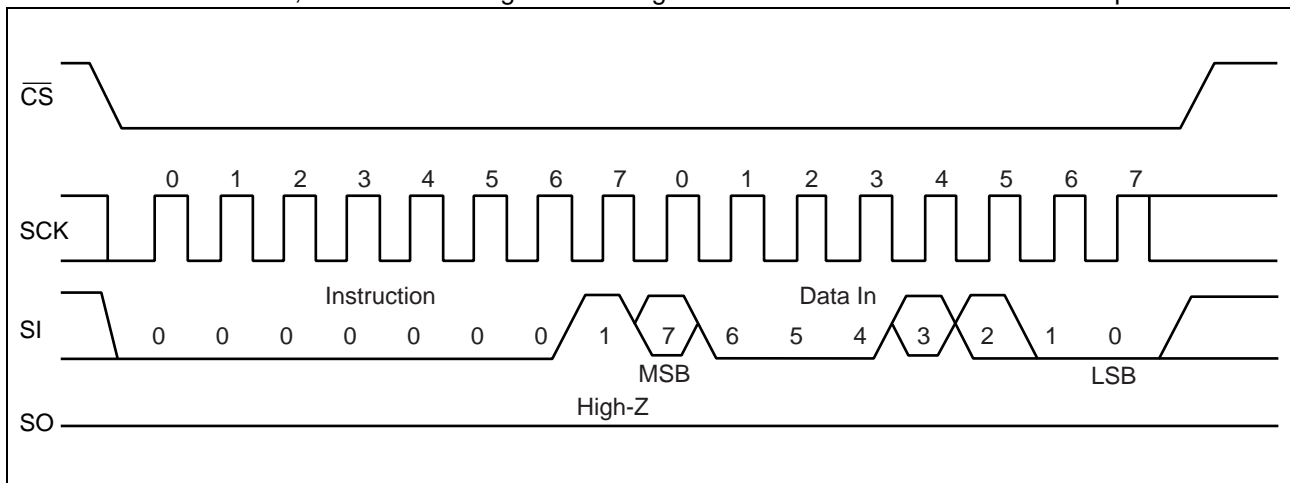 CS
0 1 2 3 4 5 6 7 0 1 2 3 4 5 6 7
SCK
Instruction Data In
SI
0 0 0 0 0 0 0 1 7 6 5 4 3 2 1 0
MSB LSB
High-Z
SO